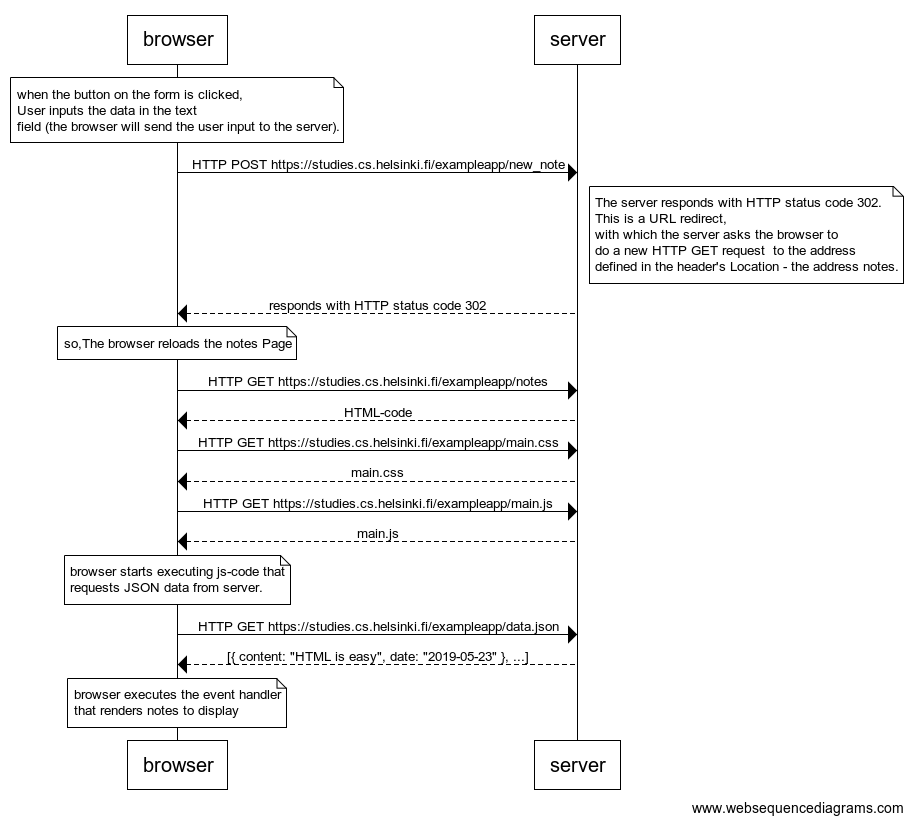 browser
server
when the button on the form is clicked,
User inputs the data in the text
field (the browser will send the user input to the server).
HTTP POST https://studies.cs.helsinki.fi/exampleapp/new_note
The server responds with HTTP status code 302.
This is a URL redirect,
with which the server asks the browser to
do a new HTTP GET request  to the address
defined in the header's Location - the address notes.
responds with HTTP status code 302
so,The browser reloads the notes Page
HTTP GET https://studies.cs.helsinki.fi/exampleapp/notes
HTML-code
HTTP GET https://studies.cs.helsinki.fi/exampleapp/main.css
main.css
HTTP GET https://studies.cs.helsinki.fi/exampleapp/main.js
main.js
browser starts executing js-code that
requests JSON data from server.
HTTP GET https://studies.cs.helsinki.fi/exampleapp/data.json
[{ content: "HTML is easy", date: "2019-05-23" }, ...]
browser executes the event handler
that renders notes to display
browser
server
www.websequencediagrams.com